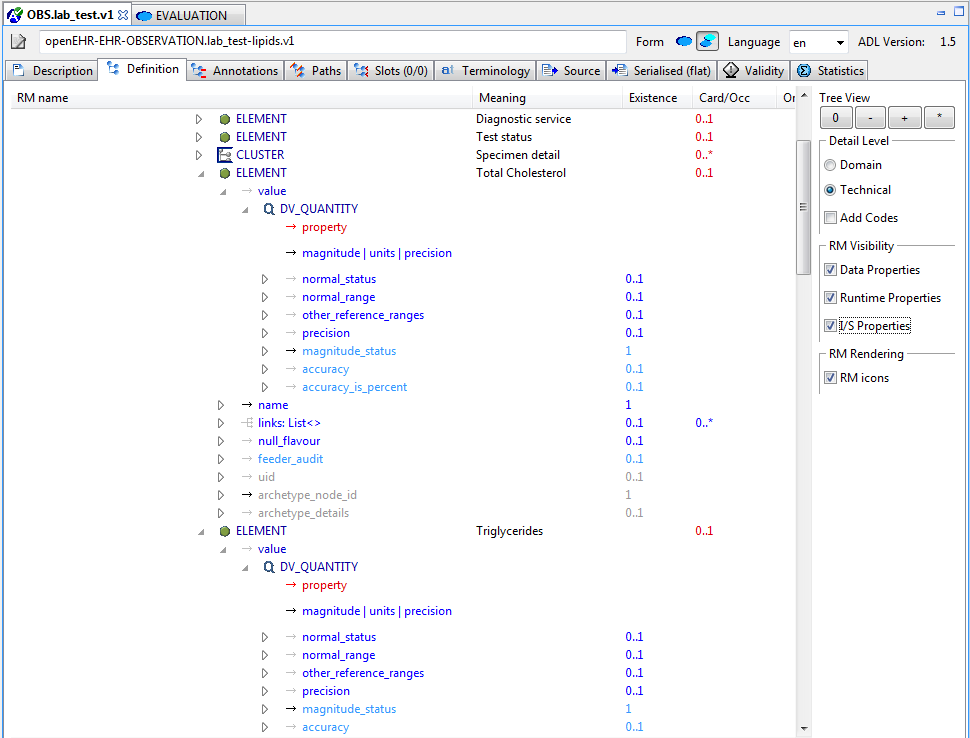 OBS.lab_test.v1 EVALUATION
openEHR-EHR-OBSERVATION.lab_test-lipids.v1 Form Language en ADL Version: 1.5
Description Definition Annotations Paths Slots (0/0) Terminology Source Serialised (flat) Validity Statistics
RM name Meaning Existence Card/Occ Or Tree View
ELEMENT Diagnostic service 0..1 0 - + *
ELEMENT Test status 0..1 Detail Level
CLUSTER Specimen detail 0..* Domain
ELEMENT Total Cholesterol 0..1
value Technical
DV_QUANTITY
Add Codes
property
RM Visibility
magnitude | units | precision
Data Properties
normal_status 0..1
normal_range 0..1 Runtime Properties
other_reference_ranges 0..1
precision 0..1 I/S Properties
magnitude_status 1 RM Rendering
accuracy 0..1
RM icons
accuracy_is_percent 0..1
name 1
links: List<> 0..1 0..*
null_flavour 0..1
feeder_audit 0..1
uid 0..1
archetype_node_id 1
archetype_details 0..1
ELEMENT Triglycerides 0..1
value
DV_QUANTITY
property
magnitude | units | precision
normal_status 0..1
normal_range 0..1
other_reference_ranges 0..1
precision 0..1
magnitude_status 1
accuracy 0..1